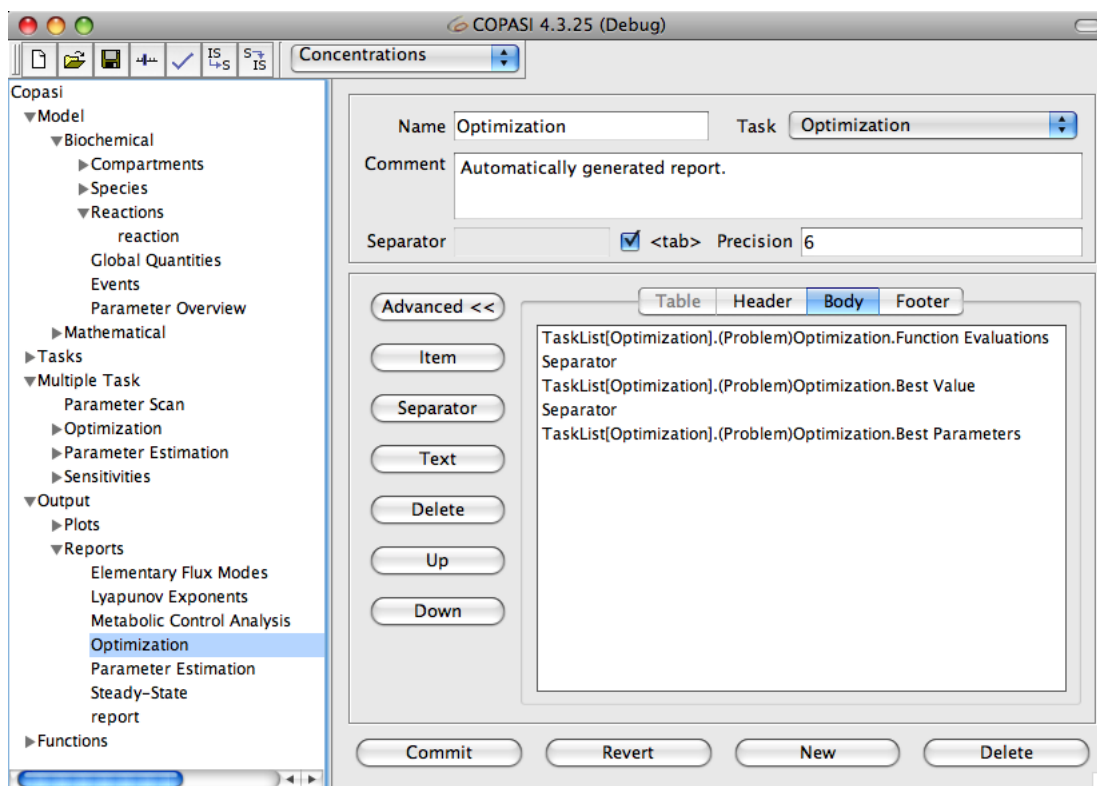 COPASI 4.3.25 (Debug)
IS S S IS
Concentrations
Copasi
Model
Biochemical
Compartments
Species
Reactions
reaction
Global Quantities
Events
Parameter Overview
Mathematical
Tasks
Multiple Task
Parameter Scan
Optimization
Parameter Estimation
Sensitivities
Output
Plots
Reports
Elementary Flux Modes
Lyapunov Exponents
Metabolic Control Analysis
Optimization
Parameter Estimation
Steady-State
report
Functions
Name Optimization Task Optimization
Comment Automatically generated report.
Separator <tab> Precision 6
Advanced <<
Item
Separator
Text
Delete
Up
Down
Table Header Body Footer
TaskList[Optimization].(Problem)Optimization.Function Evaluations
Separator
TaskList[Optimization].(Problem)Optimization.Best Value
Separator
TaskList[Optimization].(Problem)Optimization.Best Parameters
Commit Revert New Delete